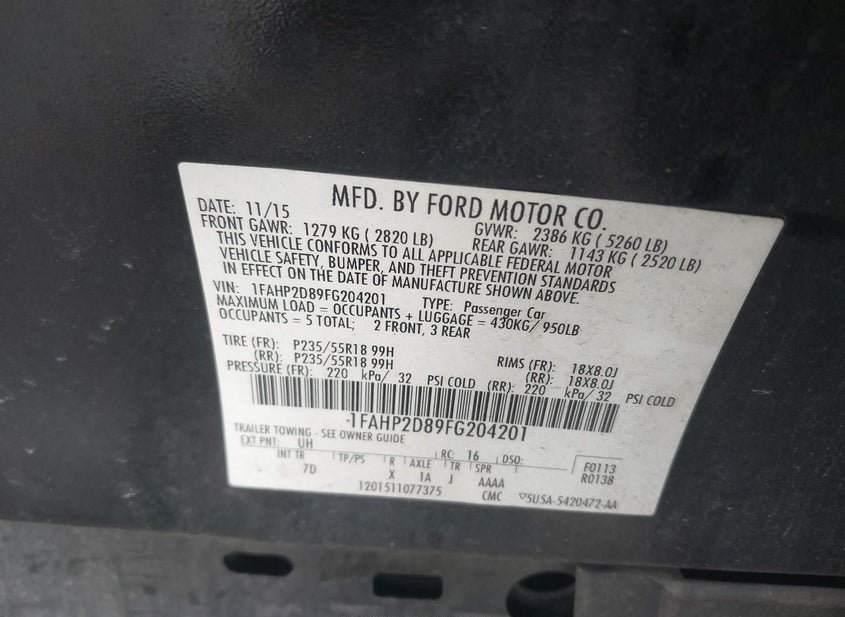 MFD. BY FORD MOTOR CO.
DATE: 11/15 GVWR: 2386 KG ( 5260 LB)
FRONT GAWR: 1279 KG ( 2820 LB) REAR GAWR: 1143 KG ( 2520 LB)
THIS VEHICLE CONFORMS TO ALL APPLICABLE FEDERAL MOTOR
VEHICLE SAFETY, BUMPER, AND THEFT PREVENTION STANDARDS
IN EFFECT ON THE DATE OF MANUFACTURE SHOWN ABOVE.
VIN: 1FAHP2D89FG204201 TYPE: Passenger Car
MAXIMUM LOAD = OCCUPANTS + LUGGAGE = 430KG/ 950LB
OCCUPANTS = 5 TOTAL; 2 FRONT, 3 REAR
TIRE (FR): P235/55R18 99H RIMS (FR): 18X8.0J
(RR): P235/55R18 99H (RR): 18X8.0J
PRESSURE (FR): 220 kPa/ 32 PSI COLD (RR): 220 kPa/ 32 PSI COLD
1FAHP2D89FG204201
TRAILER TOWING - SEE OWNER GUIDE
EXT PNT: UH RC: 16 DSO: F0113
INT TR TP/PS R AXLE TR SPR R0138
7D X 1A J AAAA
1201511077375 CMC 5U5A-5420472-AA